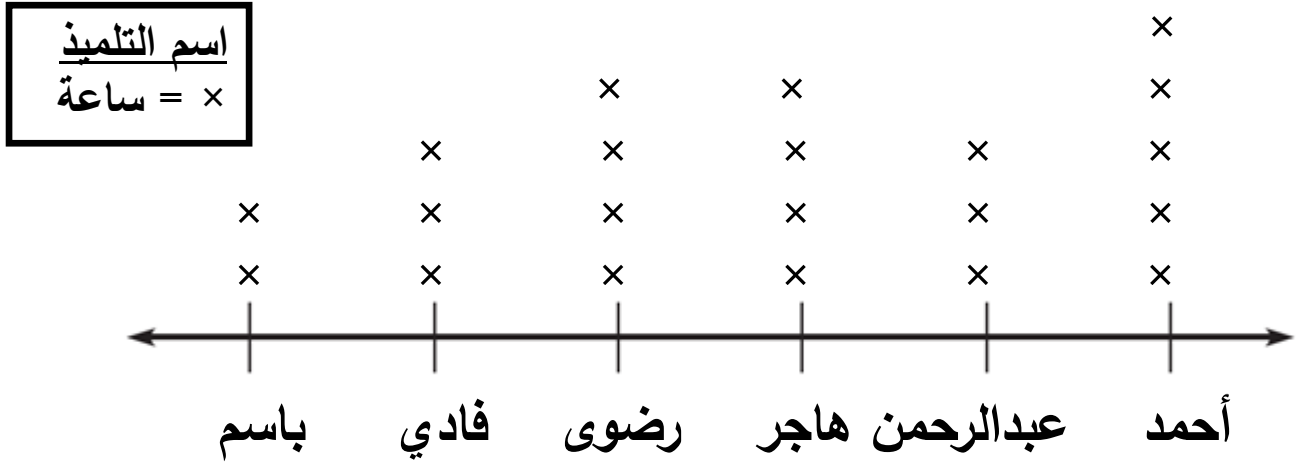 اسم التلميذ
× = ساعة
أحمد عبدالرحمن هاجر رضوى فادي باسم